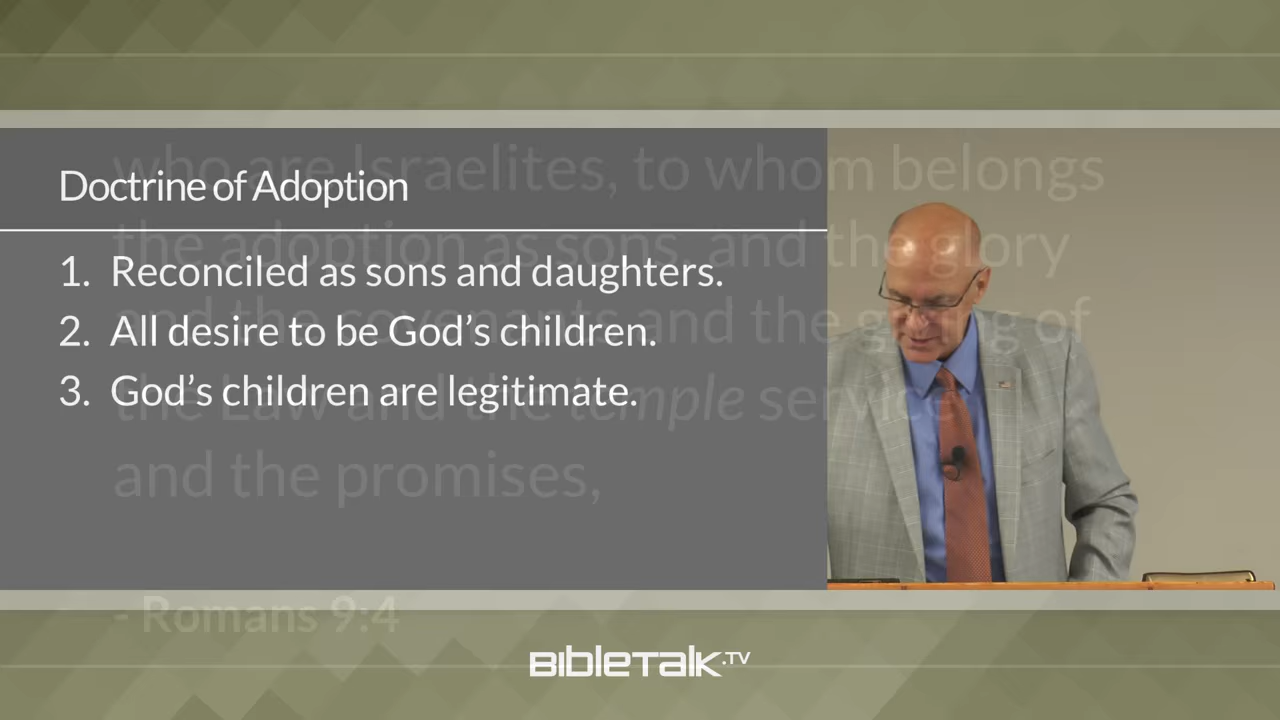 Doctrine of Adoption
1. Reconciled as sons and daughters.
2. All desire to be God's children.
3. God's children are legitimate.
who are Israelites, to whom belongs
the adoption as sons, and the glory
and the covenants and the giving of
the Law and the temple service
and the promises,
- Romans 9:4
BIBLETALK.TV